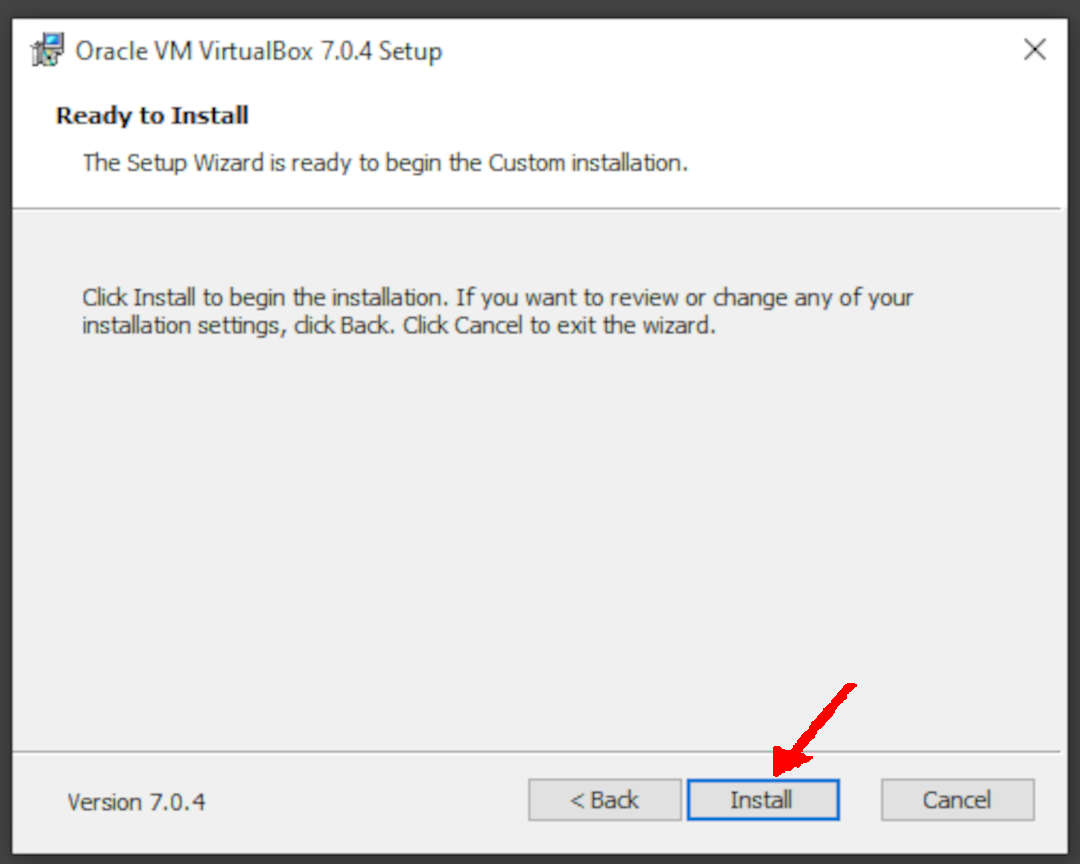 Oracle VM VirtualBox 7.0.4 Setup
Ready to Install
The Setup Wizard is ready to begin the Custom installation.
Click Install to begin the installation. If you want to review or change any of your
installation settings, click Back. Click Cancel to exit the wizard.
Version 7.0.4
< Back
Install
Cancel